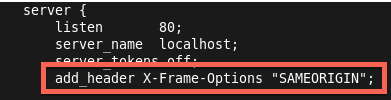 server {
listen 80;
server_name localhost;
server_tokens off;
add_header X-Frame-Options "SAMEORIGIN";